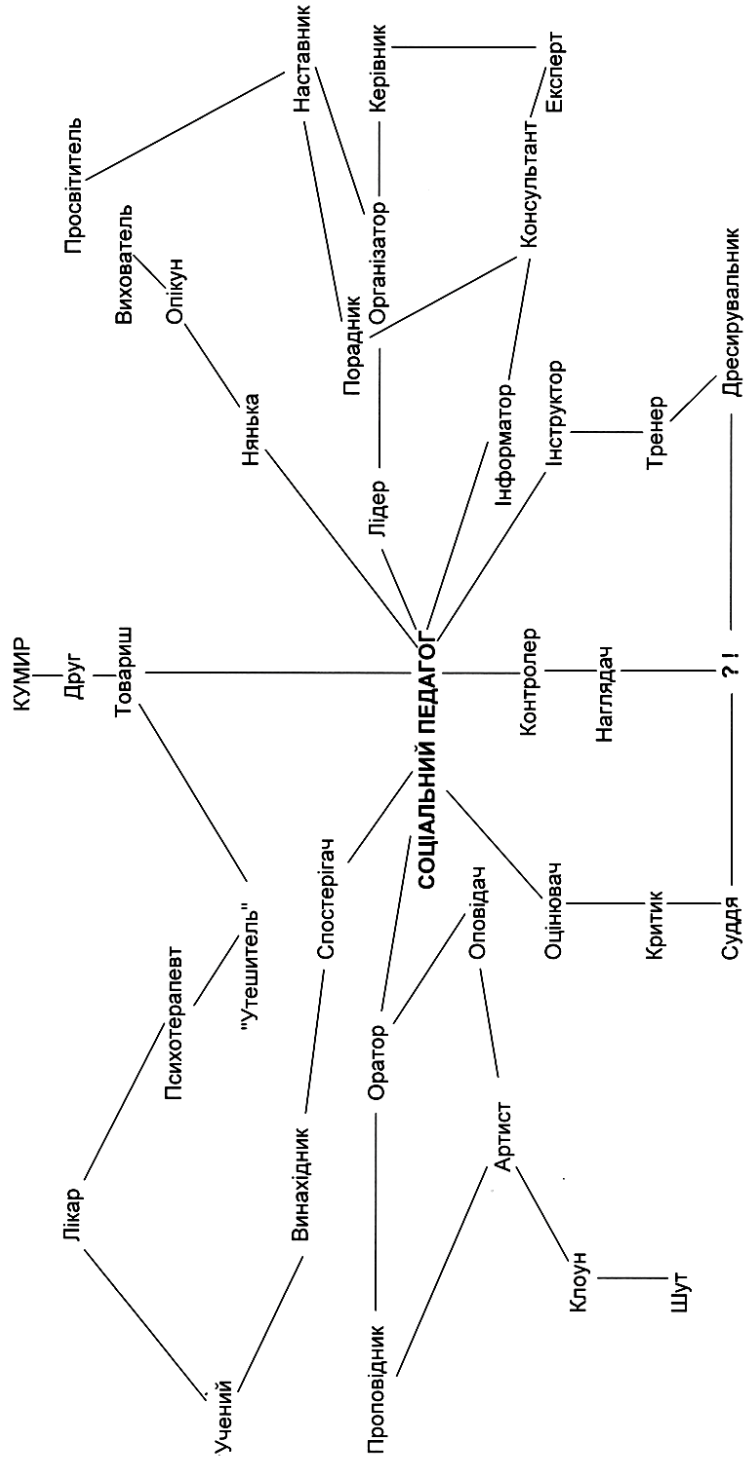 КУМИР
Друг
Товариш
Просвітитель
Вихователь
Опікун
Нянька
Наставник
Порадник
Організатор
Керівник
Лідер
Консультант
Експерт
Інформатор
Інструктор
Тренер
Дресирувальник
Лікар
Психотерапевт
"Утешитель"
Учений
Винахідник
Спостерігач
СОЦІАЛЬНИЙ ПЕДАГОГ
Проповідник
Оратор
Оповідач
Артист
Клоун
Шут
Оцінювач
Критик
Суддя
Контролер
Наглядач
? !